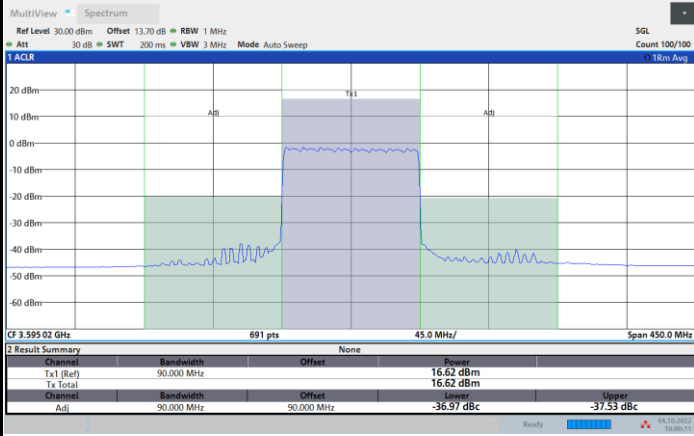 MultiView Spectrum
Ref Level 30.00 dBm Offset 13.70 dB RBW 1 MHz SGL
Att 30 dB SWT 200 ms VBW 3 MHz Mode Auto Sweep Count 100/100
1 ACLR 1Rm Avg
20 dBm
Tx1
10 dBm
Adj Adj
0 dBm
-10 dBm
-20 dBm
-30 dBm
-40 dBm
-50 dBm
-60 dBm
CF 3.595 02 GHz 691 pts 45.0 MHz/ Span 450.0 MHz
2 Result Summary None
Channel Bandwidth Offset Power
Tx1 (Ref) 90.000 MHz 16.62 dBm
Tx Total 16.62 dBm
Channel Bandwidth Offset Lower Upper
Adj 90.000 MHz 90.000 MHz -36.97 dBc -37.53 dBc
Ready 04.10.2022